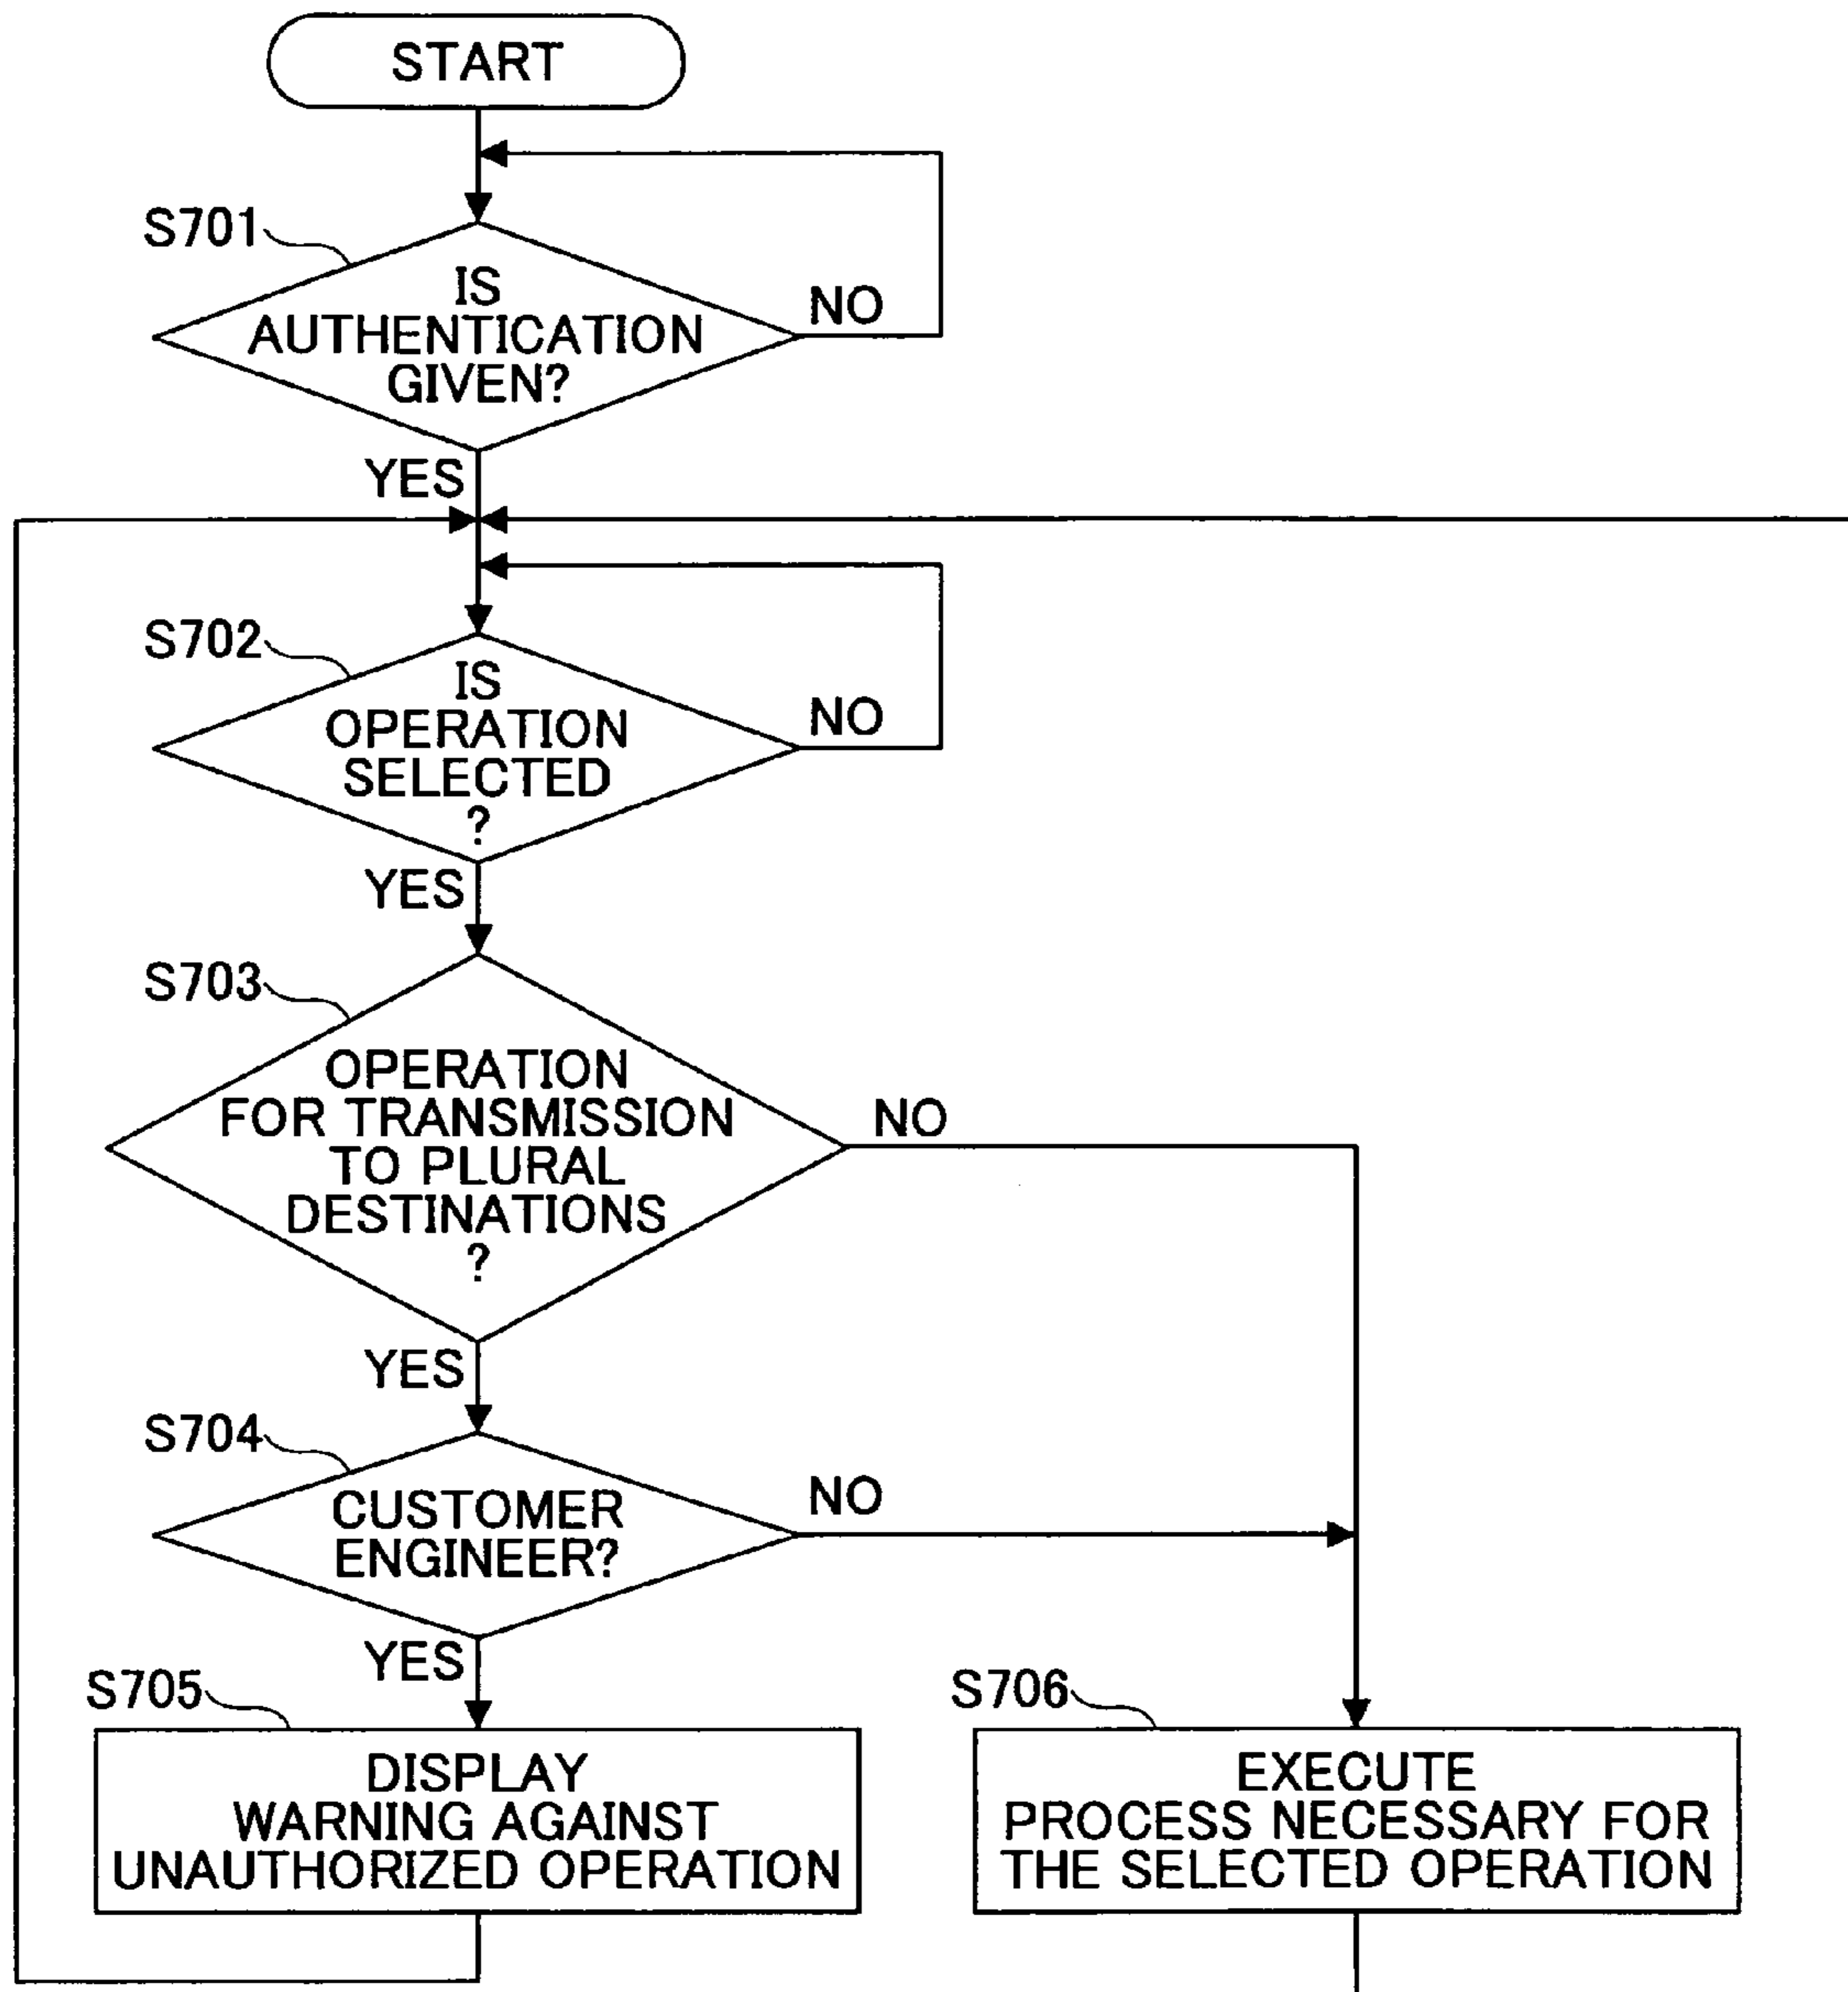 START
S701
IS
AUTHENTICATION
GIVEN?
NO
YES
S702
IS
OPERATION
SELECTED
?
NO
YES
S703
OPERATION
FOR TRANSMISSION
TO PLURAL
DESTINATIONS
?
NO
YES
S704
CUSTOMER
ENGINEER?
NO
YES
S705
DISPLAY
WARNING AGAINST
UNAUTHORIZED OPERATION
S706
EXECUTE
PROCESS NECESSARY FOR
THE SELECTED OPERATION